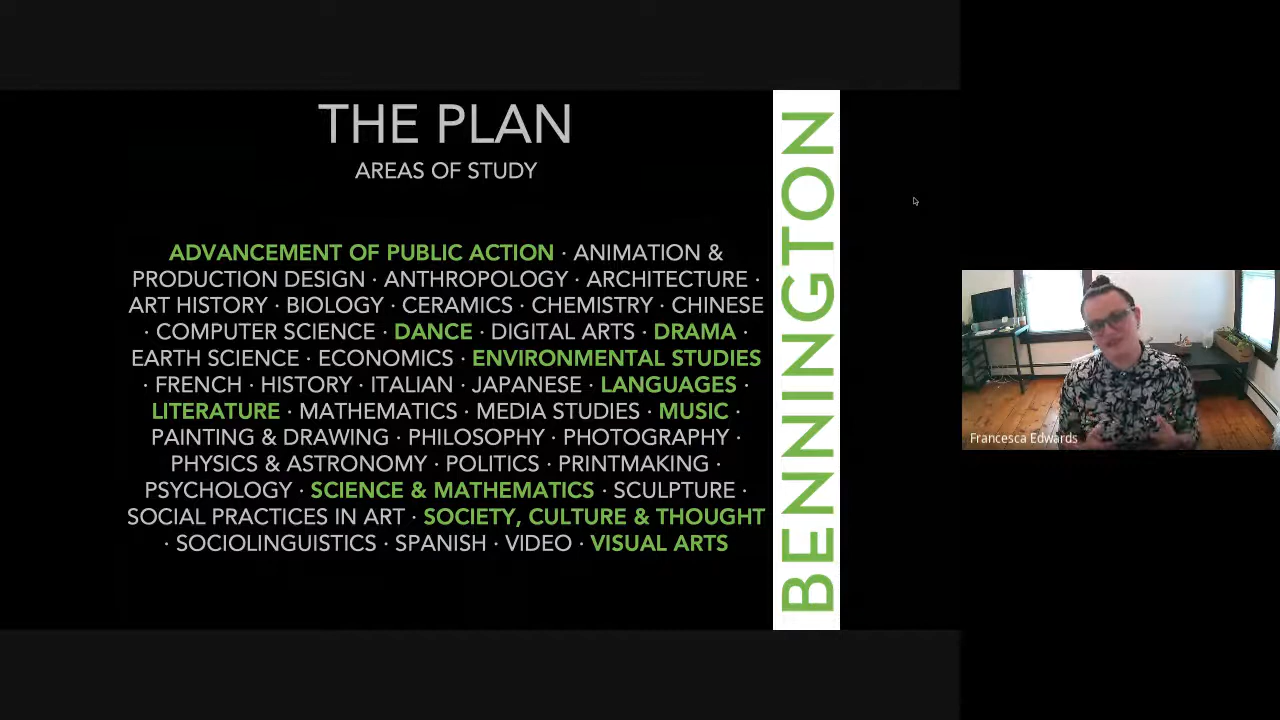 THE PLAN
AREAS OF STUDY
ADVANCEMENT OF PUBLIC ACTION · ANIMATION &
PRODUCTION DESIGN · ANTHROPOLOGY · ARCHITECTURE ·
ART HISTORY · BIOLOGY · CERAMICS · CHEMISTRY · CHINESE
· COMPUTER SCIENCE · DANCE · DIGITAL ARTS · DRAMA ·
EARTH SCIENCE · ECONOMICS · ENVIRONMENTAL STUDIES
· FRENCH · HISTORY · ITALIAN · JAPANESE · LANGUAGES ·
LITERATURE · MATHEMATICS · MEDIA STUDIES · MUSIC ·
PAINTING & DRAWING · PHILOSOPHY · PHOTOGRAPHY ·
PHYSICS & ASTRONOMY · POLITICS · PRINTMAKING ·
PSYCHOLOGY · SCIENCE & MATHEMATICS · SCULPTURE ·
SOCIAL PRACTICES IN ART · SOCIETY, CULTURE & THOUGHT
· SOCIOLINGUISTICS · SPANISH · VIDEO · VISUAL ARTS
BENNINGTON
Francesca Edwards